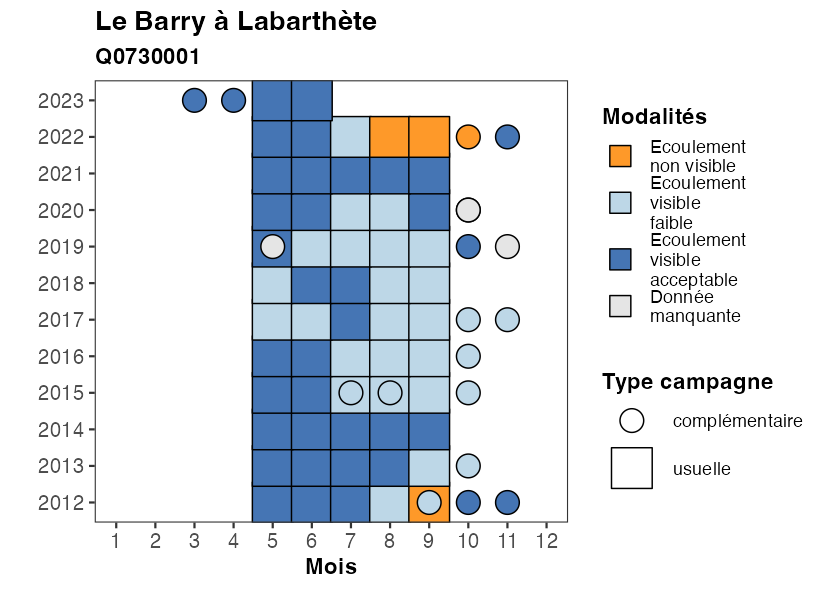 Le Barry à Labarthète
Q0730001
2023
2022
2021
2020
2019
2018
2017
2016
2015
2014
2013
2012
1 2 3 4 5 6 7 8 9 10 11 12
Mois
Modalités
Ecoulement
non visible
Ecoulement
visible
faible
Ecoulement
visible
acceptable
Donnée
manquante
Type campagne
complémentaire
usuelle